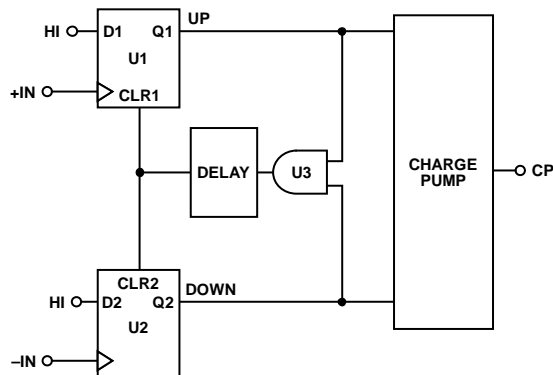 HI D1 Q1 UP
U1
+IN CLR1
DELAY U3 CHARGE
PUMP CP
CLR2
HI D2 Q2 DOWN
U2
–IN